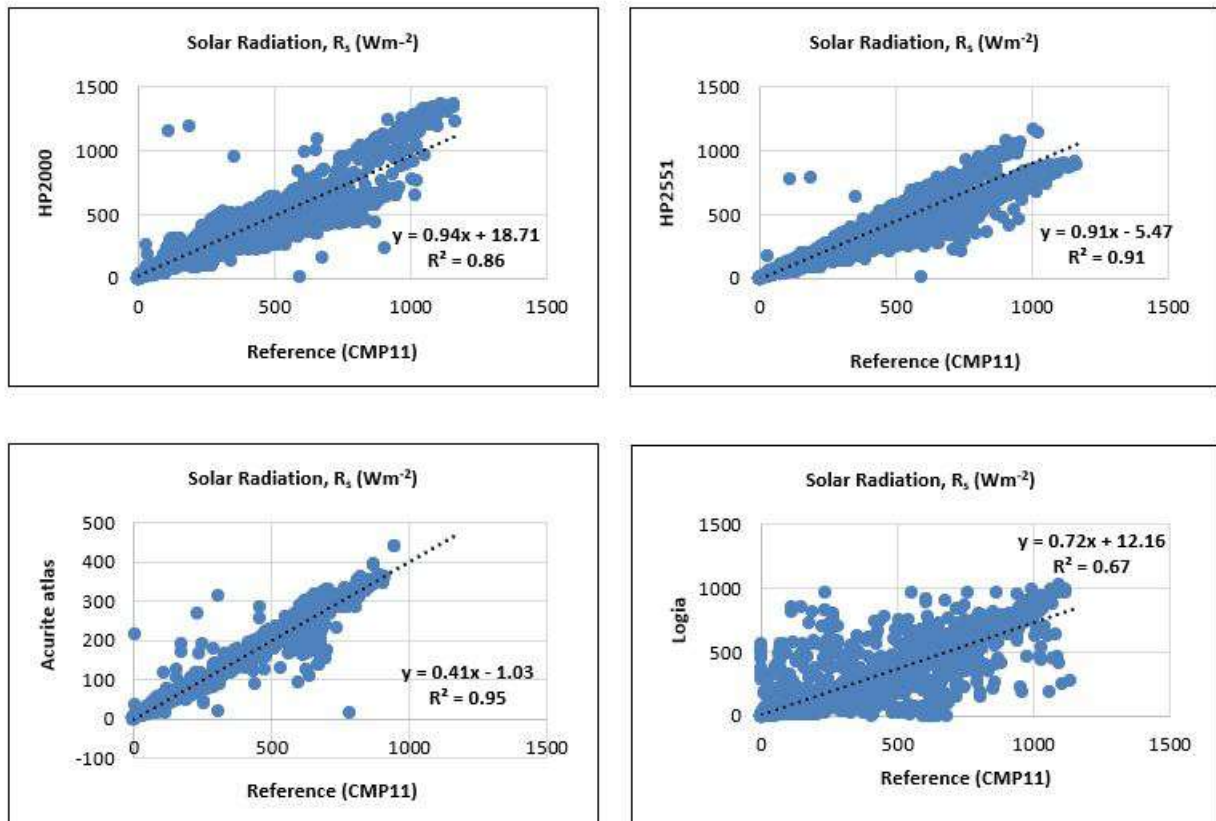 Solar Radiation, Rₛ (Wm-²)
1500
1000
500
0
HP2000
y = 0.94x + 18.71
R² = 0.86
0 500 1000 1500
Reference (CMP11)
Solar Radiation, Rₛ (Wm⁻²)
1500
1000
500
0
HP2551
y = 0.91x - 5.47
R² = 0.91
0 500 1000 1500
Reference (CMP11)
Solar Radiation, Rₛ (Wm⁻²)
500
400
300
200
100
0
-100
Acurite atlas
y = 0.41x - 1.03
R² = 0.95
0 500 1000 1500
Reference (CMP11)
Solar Radiation, Rₛ (Wm⁻²)
1500
1000
500
0
Logia
y = 0.72x + 12.16
R² = 0.67
0 500 1000 1500
Reference (CMP11)